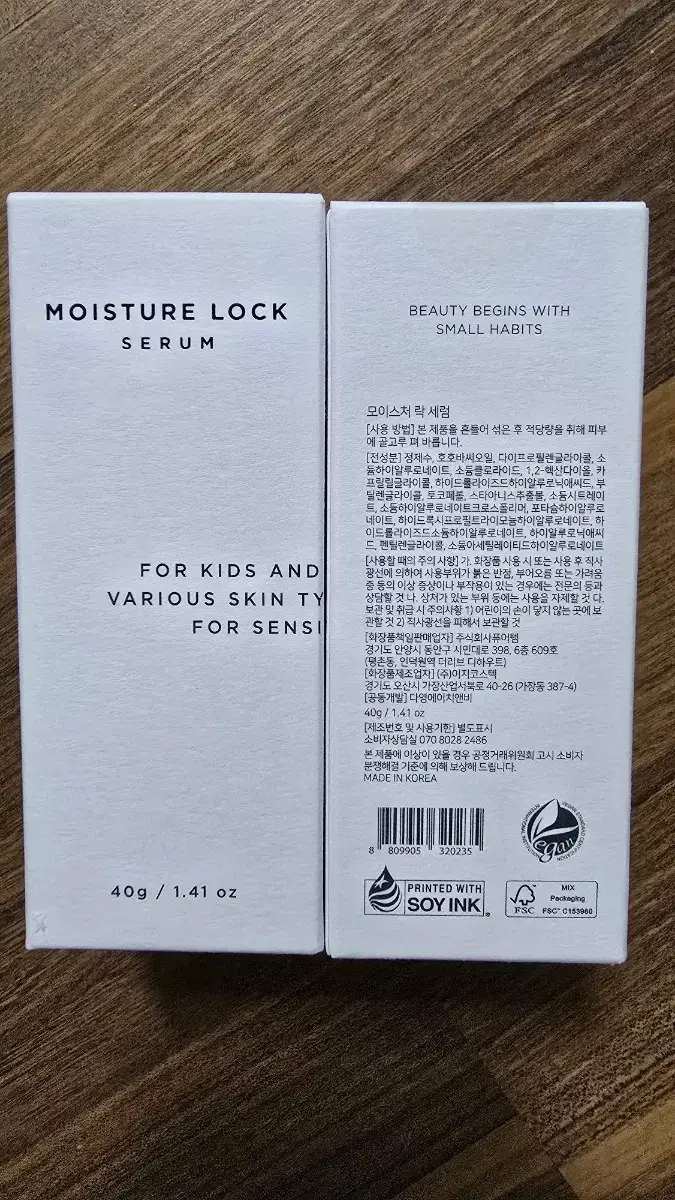 MOISTURE LOCK
SERUM
FOR KIDS AND
VARIOUS SKIN TY
FOR SENSI
40g / 1.41 oz
BEAUTY BEGINS WITH
SMALL HABITS
모이스처 락 세럼
[사용 방법] 본 제품을 흔들어 섞은 후 적당량을 취해 피부
에 골고루 펴 바릅니다.
[전성분] 정제수, 호호바씨오일, 다이프로필렌글라이콜, 소
듐하이알루로네이트, 소듐클로라이드, 1,2-헥산다이올, 카
프릴릴글라이콜, 하이드롤라이즈드하이알루로닉애씨드, 부
틸렌글라이콜, 토코페롤, 스타아니스추출물, 소듐시트레이
트, 소듐하이알루로네이트크로스폴리머, 포타슘하이알루로
네이트, 하이드록시프로필트라이모늄하이알루로네이트, 하
이드롤라이즈드소듐하이알루로네이트, 하이알루로닉애씨
드, 펜틸렌글라이콜, 소듐아세틸레이티드하이알루로네이트
[사용할 때의 주의 사항] 가. 화장품 사용 시 또는 사용 후 직사
광선에 의하여 사용부위가 붉은 반점, 부어오름 또는 가려움
증 등의 이상 증상이나 부작용이 있는 경우에는 전문의 등과
상담할 것 나. 상처가 있는 부위 등에는 사용을 자제할 것 다.
보관 및 취급 시 주의사항 1) 어린이의 손이 닿지 않는 곳에 보
관할 것 2) 직사광선을 피해서 보관할 것
[화장품책임판매업자] 주식회사퓨어템
경기도 안양시 동안구 시민대로 398, 6층 609호
(평촌동, 인덕원역 더리브 디하우트)
[화장품제조업자] (주)이지코스텍
경기도 오산시 가장산업서북로 40-26 (가장동 387-4)
[공동개발] 다영에이치앤비
40g / 1.41 oz
[제조번호 및 사용기한] 별도표시
소비자상담실 070 8028 2486
본 제품에 이상이 있을 경우 공정거래위원회 고시 소비자
분쟁해결 기준에 의해 보상해 드립니다.
MADE IN KOREA
8 809905 320235
egan
PRINTED WITH
SOY INK
FSC
MIX
Packaging
FSC™ C153960